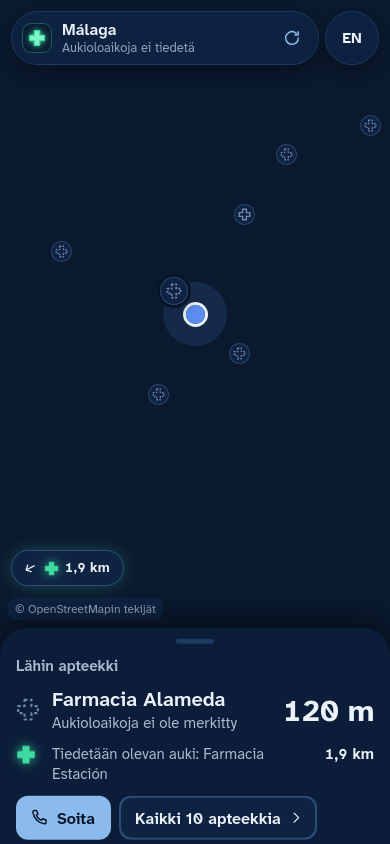 Málaga
Aukioloaikoja ei tiedetä
EN
1,9 km
© OpenStreetMapin tekijät
Lähin apteekki
Farmacia Alameda
120 m
Aukioloaikoja ei ole merkitty
Tiedetään olevan auki: Farmacia
Estación
1,9 km
Soita
Kaikki 10 apteekkia